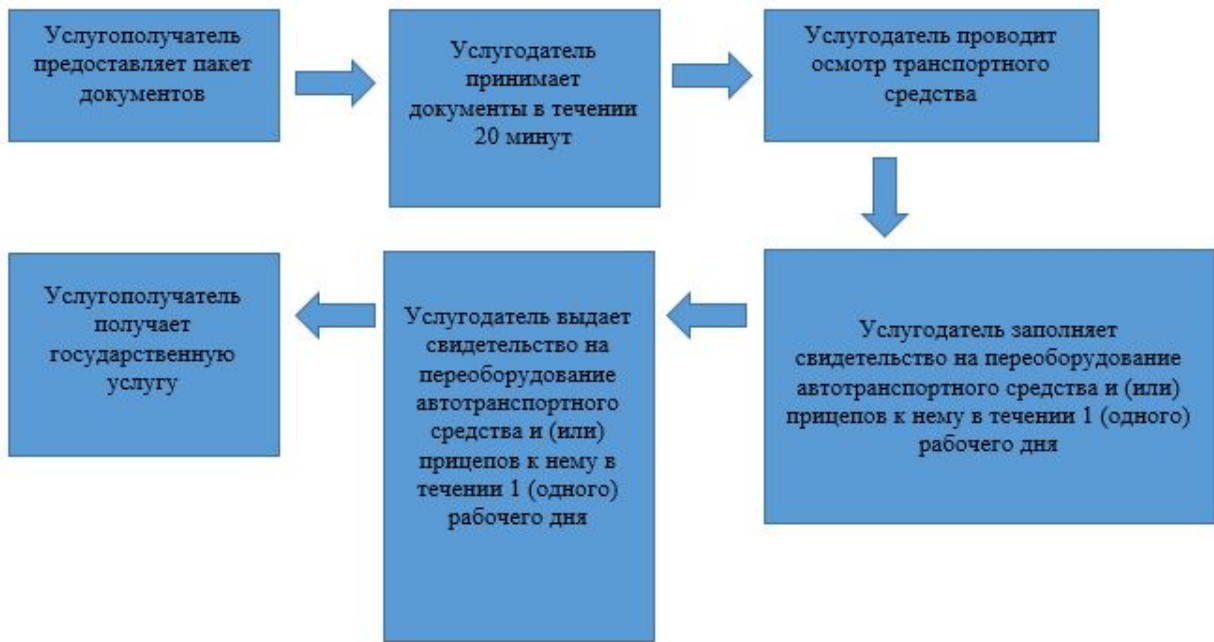 Услугополучатель
предоставляет пакет
документов
Услугодатель
принимает
документы в течении
20 минут
Услугодатель проводит
осмотр транспортного
средства
Услугодатель заполняет
свидетельство на переоборудование
автотранспортного средства и (или)
прицепов к нему в течении 1 (одного)
рабочего дня
Услугодатель выдает
свидетельство на
переоборудование
автотранспортного
средства и (или)
прицепов к нему в
течении 1 (одного)
рабочего дня
Услугополучатель
получает
государственную
услугу